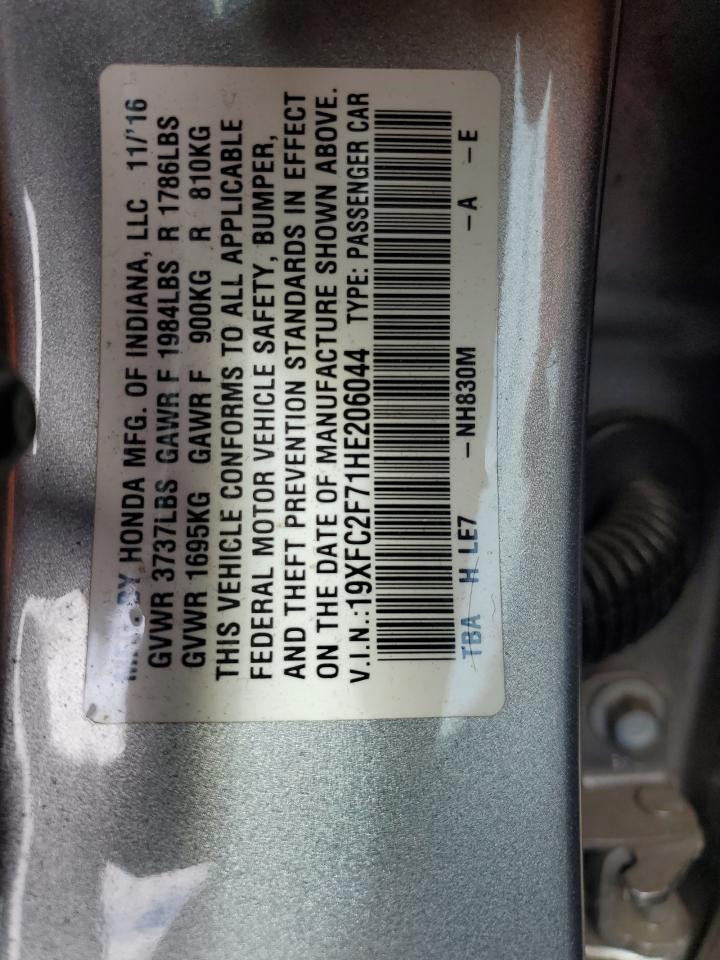 BY HONDA MFG. OF INDIANA, LLC 11/'16
GVWR 3737LBS GAWR F 1984LBS R 1786LBS
GVWR 1695KG GAWR F 900KG R 810KG
THIS VEHICLE CONFORMS TO ALL APPLICABLE
FEDERAL MOTOR VEHICLE SAFETY, BUMPER,
AND THEFT PREVENTION STANDARDS IN EFFECT
ON THE DATE OF MANUFACTURE SHOWN ABOVE.
V.I.N.:19XFC2F71HE206044 TYPE: PASSENGER CAR
TBA H LE7 -NH830M -A -E